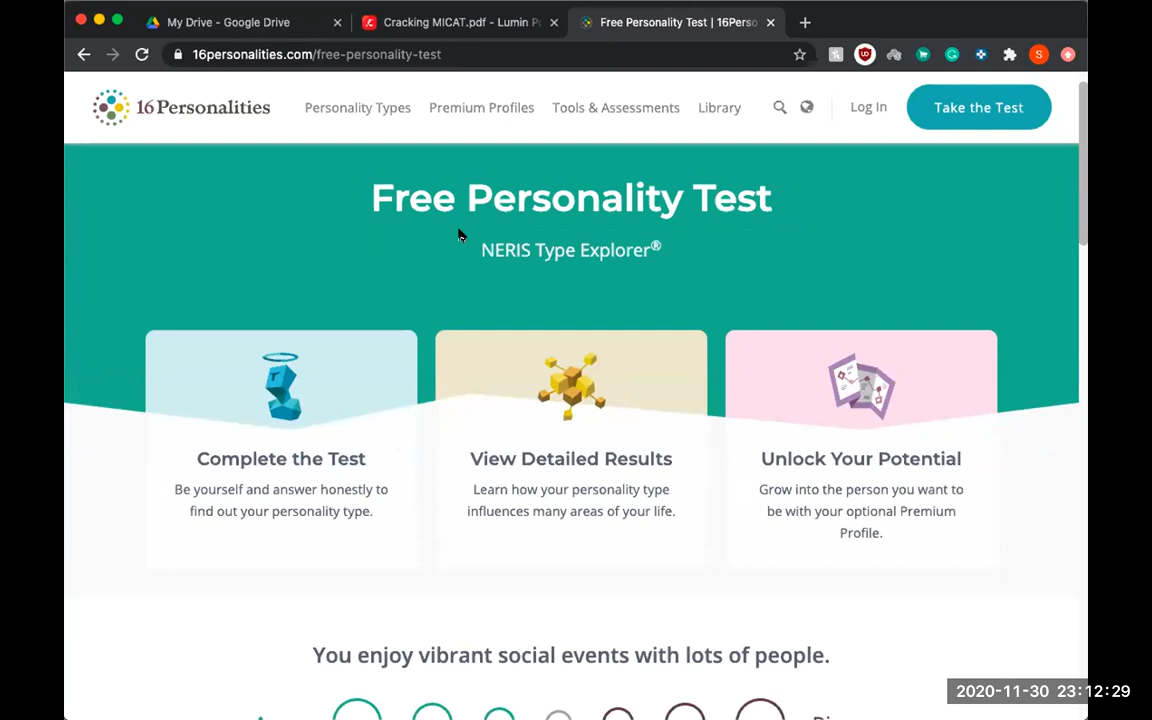 My Drive - Google Drive
Cracking MICAT.pdf - Lumin
Free Personality Test | 16Perso
16personalities.com/free-personality-test
16Personalities
Personality Types
Premium Profiles
Tools & Assessments
Library
Log In
Take the Test
Free Personality Test
NERIS Type Explorer®
Complete the Test
Be yourself and answer honestly to
find out your personality type.
View Detailed Results
Learn how your personality type
influences many areas of your life.
Unlock Your Potential
Grow into the person you want to
be with your optional Premium
Profile.
You enjoy vibrant social events with lots of people.
2020-11-30 23:12:29